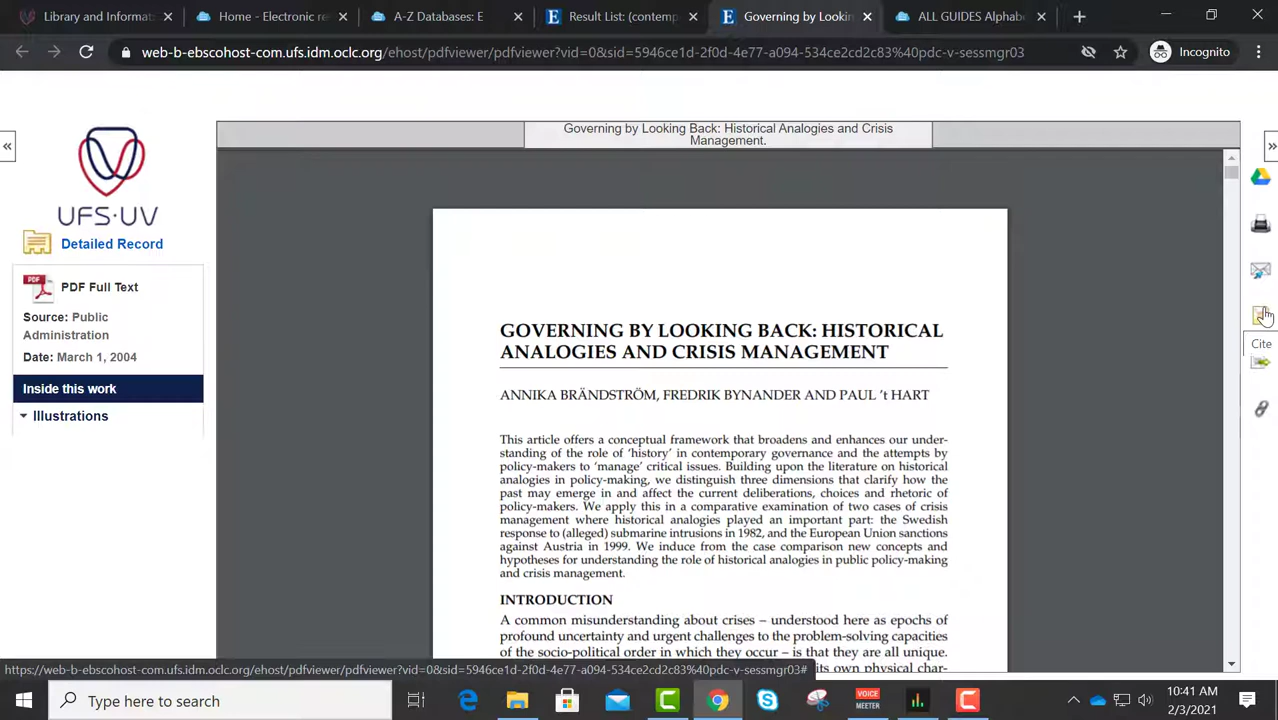 Library and Informat
Home - Electronic re
A-Z Databases: E
Result List: (contemp
Governing by Lookin
ALL GUIDES Alphabe
web-b-ebscohost-com.ufs.idm.oclc.org/ehost/pdfviewer/pdfviewer?vid=0&sid=5946ce1d-2f0d-4e77-a094-534ce2cd2c83%40pdc-v-sessmgr03
Incognito
Governing by Looking Back: Historical Analogies and Crisis
Management.
UFS·UV
Detailed Record
PDF
PDF Full Text
Source: Public
Administration
Date: March 1, 2004
Inside this work
Illustrations
Cite
GOVERNING BY LOOKING BACK: HISTORICAL
ANALOGIES AND CRISIS MANAGEMENT
ANNIKA BRÄNDSTRÖM, FREDRIK BYNANDER AND PAUL 't HART
This article offers a conceptual framework that broadens and enhances our under-
standing of the role of 'history' in contemporary governance and the attempts by
policy-makers to 'manage' critical issues. Building upon the literature on historical
analogies in policy-making, we distinguish three dimensions that clarify how the
past may emerge in and affect the current deliberations, choices and rhetoric of
policy-makers. We apply this in a comparative examination of two cases of crisis
management where historical analogies played an important part: the Swedish
response to (alleged) submarine intrusions in 1982, and the European Union sanctions
against Austria in 1999. We induce from the case comparison new concepts and
hypotheses for understanding the role of historical analogies in public policy-making
and crisis management.
INTRODUCTION
A common misunderstanding about crises – understood here as epochs of
profound uncertainty and urgent challenges to the problem-solving capacities
of the socio-political order in which they occur – is that they are all unique.
its own physical char-
https://web-b-ebscohost-com.ufs.idm.oclc.org/ehost/pdfviewer/pdfviewer?vid=0&sid=5946ce1d-2f0d-4e77-a094-534ce2cd2c83%40pdc-v-sessmgr03#
Type here to search
VOICE
MEETER
10:41 AM
2/3/2021